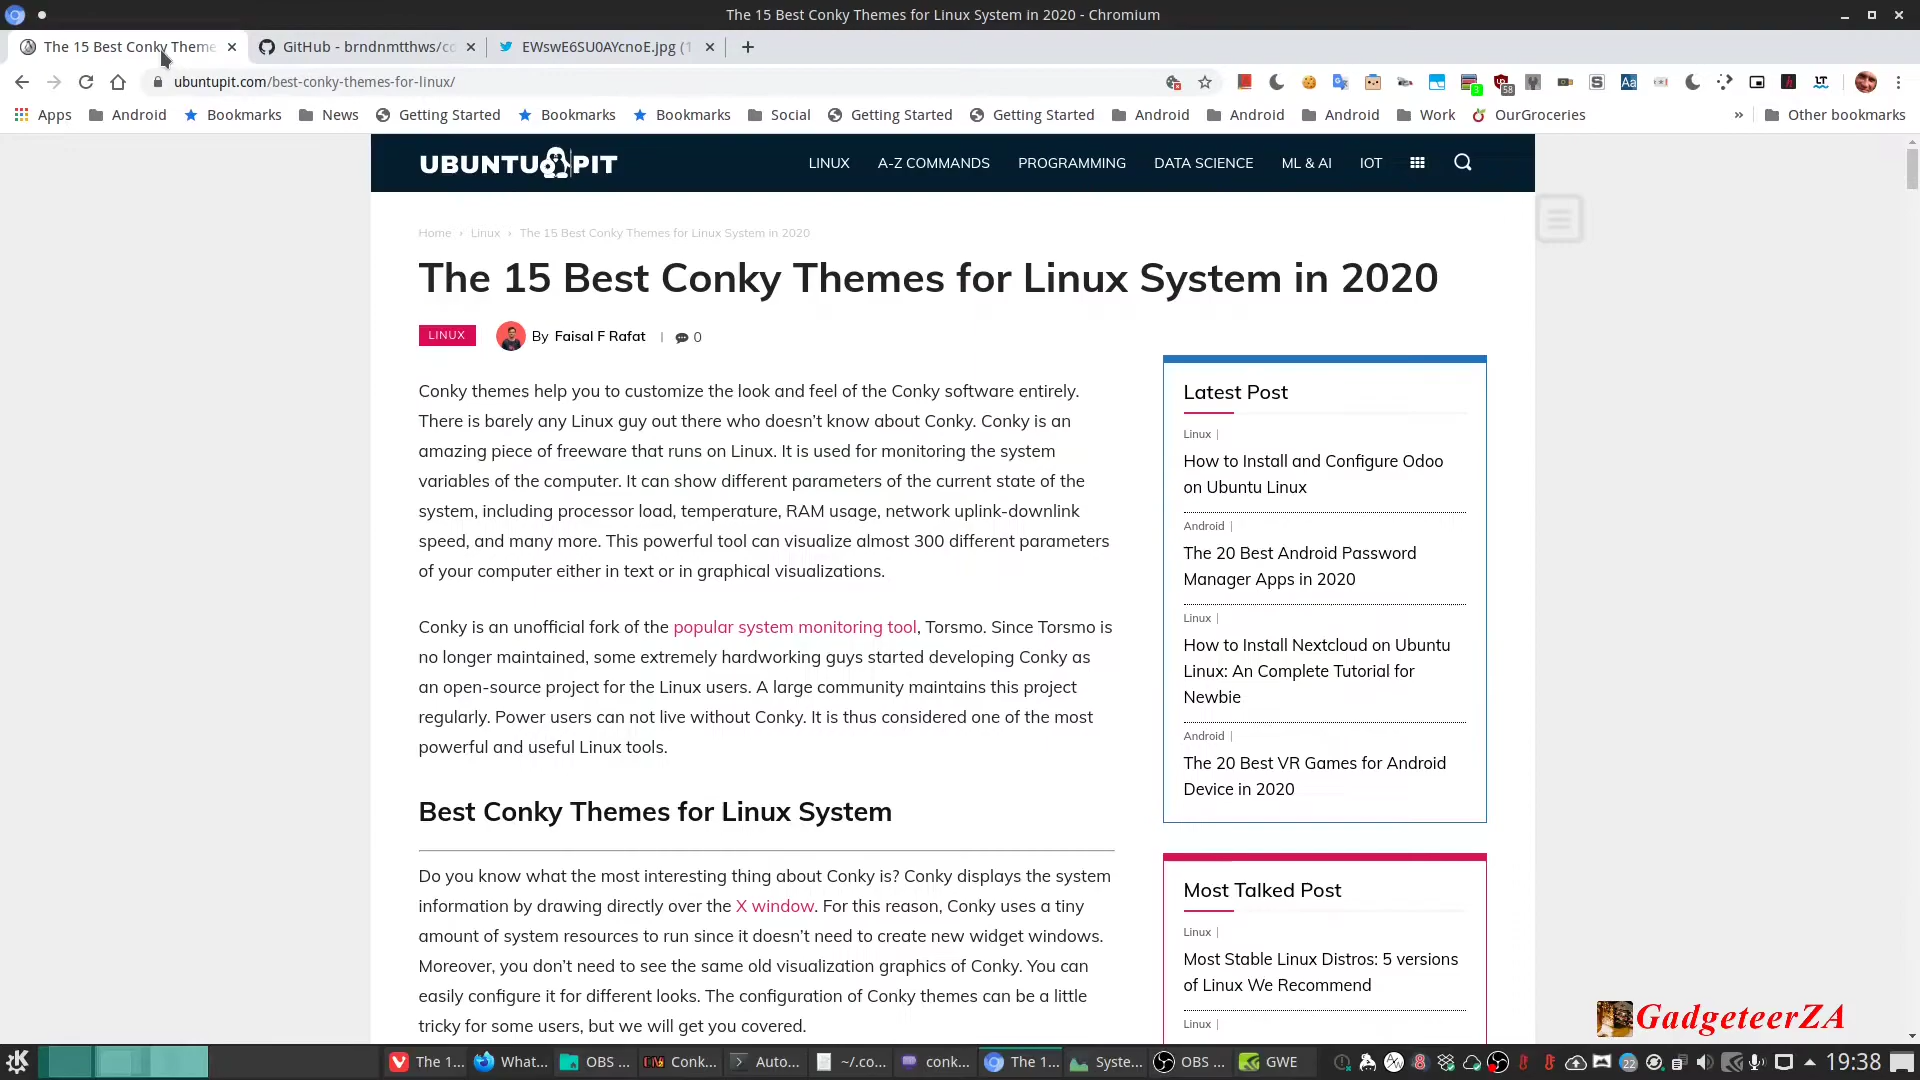 The 15 Best Conky Themes for Linux System in 2020 - Chromium
The 15 Best Conky Theme
GitHub - brndnmtthws/co
EWswE6SU0AYcnoE.jpg (1
ubuntupit.com/best-conky-themes-for-linux/
3
58
Aa
LT
Apps
Android
Bookmarks
News
Getting Started
Bookmarks
Bookmarks
Social
Getting Started
Getting Started
Android
Android
Android
Work
OurGroceries
»
Other bookmarks
UBUNTU PIT
LINUX
A-Z COMMANDS
PROGRAMMING
DATA SCIENCE
ML & AI
IOT
Home › Linux › The 15 Best Conky Themes for Linux System in 2020
The 15 Best Conky Themes for Linux System in 2020
LINUX
By Faisal F Rafat | 0
Conky themes help you to customize the look and feel of the Conky software entirely.
There is barely any Linux guy out there who doesn’t know about Conky. Conky is an
amazing piece of freeware that runs on Linux. It is used for monitoring the system
variables of the computer. It can show different parameters of the current state of the
system, including processor load, temperature, RAM usage, network uplink-downlink
speed, and many more. This powerful tool can visualize almost 300 different parameters
of your computer either in text or in graphical visualizations.
Conky is an unofficial fork of the popular system monitoring tool, Torsmo. Since Torsmo is
no longer maintained, some extremely hardworking guys started developing Conky as
an open-source project for the Linux users. A large community maintains this project
regularly. Power users can not live without Conky. It is thus considered one of the most
powerful and useful Linux tools.
Best Conky Themes for Linux System
Do you know what the most interesting thing about Conky is? Conky displays the system
information by drawing directly over the X window. For this reason, Conky uses a tiny
amount of system resources to run since it doesn’t need to create new widget windows.
Moreover, you don’t need to see the same old visualization graphics of Conky. You can
easily configure it for different looks. The configuration of Conky themes can be a little
tricky for some users, but we will get you covered.
Latest Post
Linux |
How to Install and Configure Odoo
on Ubuntu Linux
Android |
The 20 Best Android Password
Manager Apps in 2020
Linux |
How to Install Nextcloud on Ubuntu
Linux: An Complete Tutorial for
Newbie
Android |
The 20 Best VR Games for Android
Device in 2020
Most Talked Post
Linux |
Most Stable Linux Distros: 5 versions
of Linux We Recommend
Linux |
GadgeteerZA
The 1...
What...
OBS ...
Conk...
Auto...
~/.co...
conk...
The 1...
Syste...
OBS ...
GWE
22
19:38